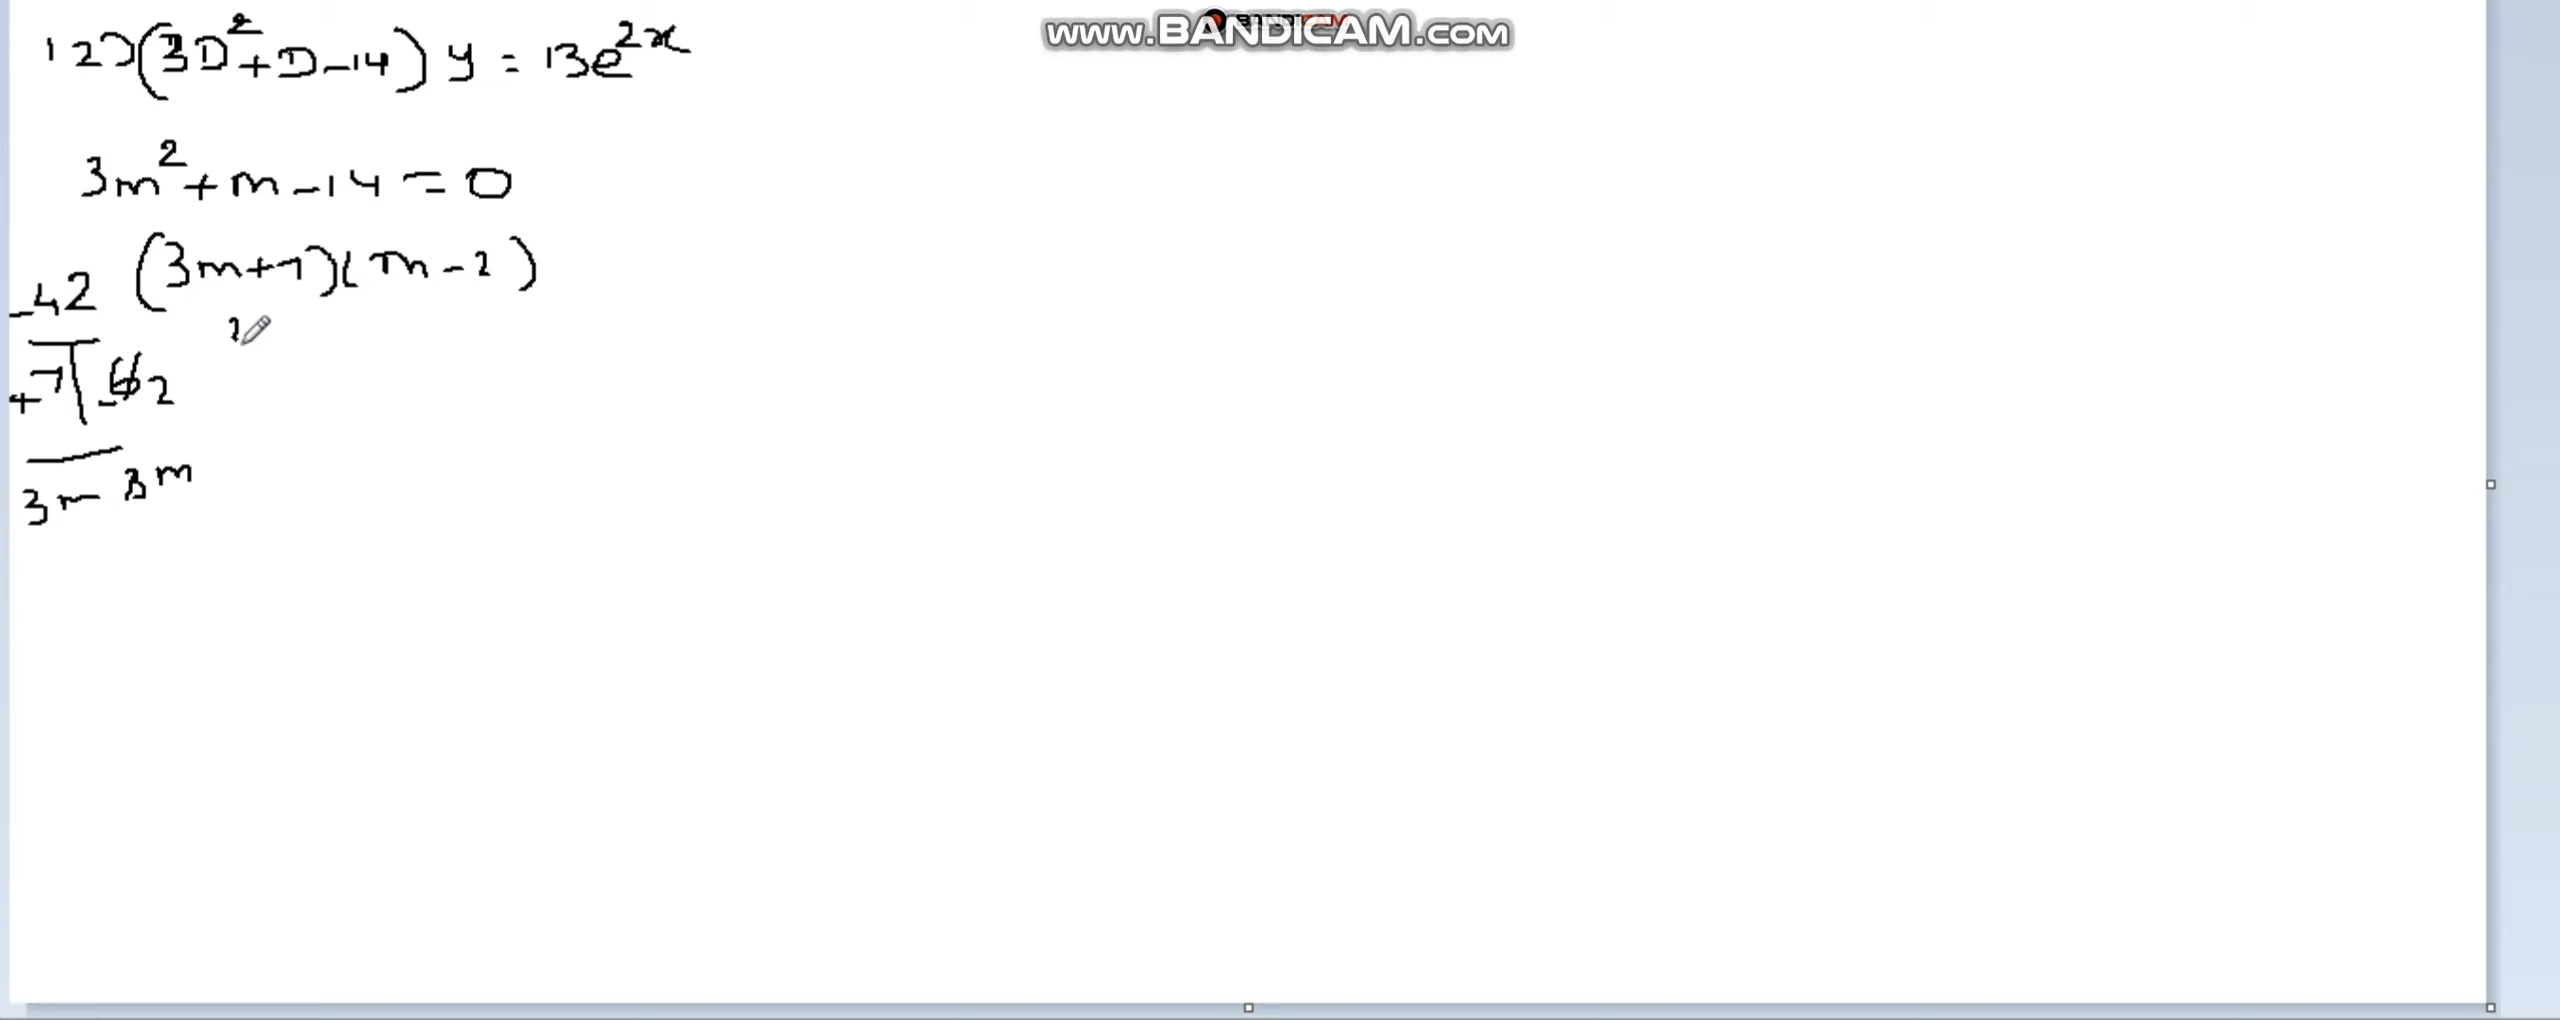 www.BANDICAM.com
12) (3D²+D-14) y = 13e^2x
3m²+m-14=0
(3m+7)(m-2)
-42
+7 -6 2
3m 3m